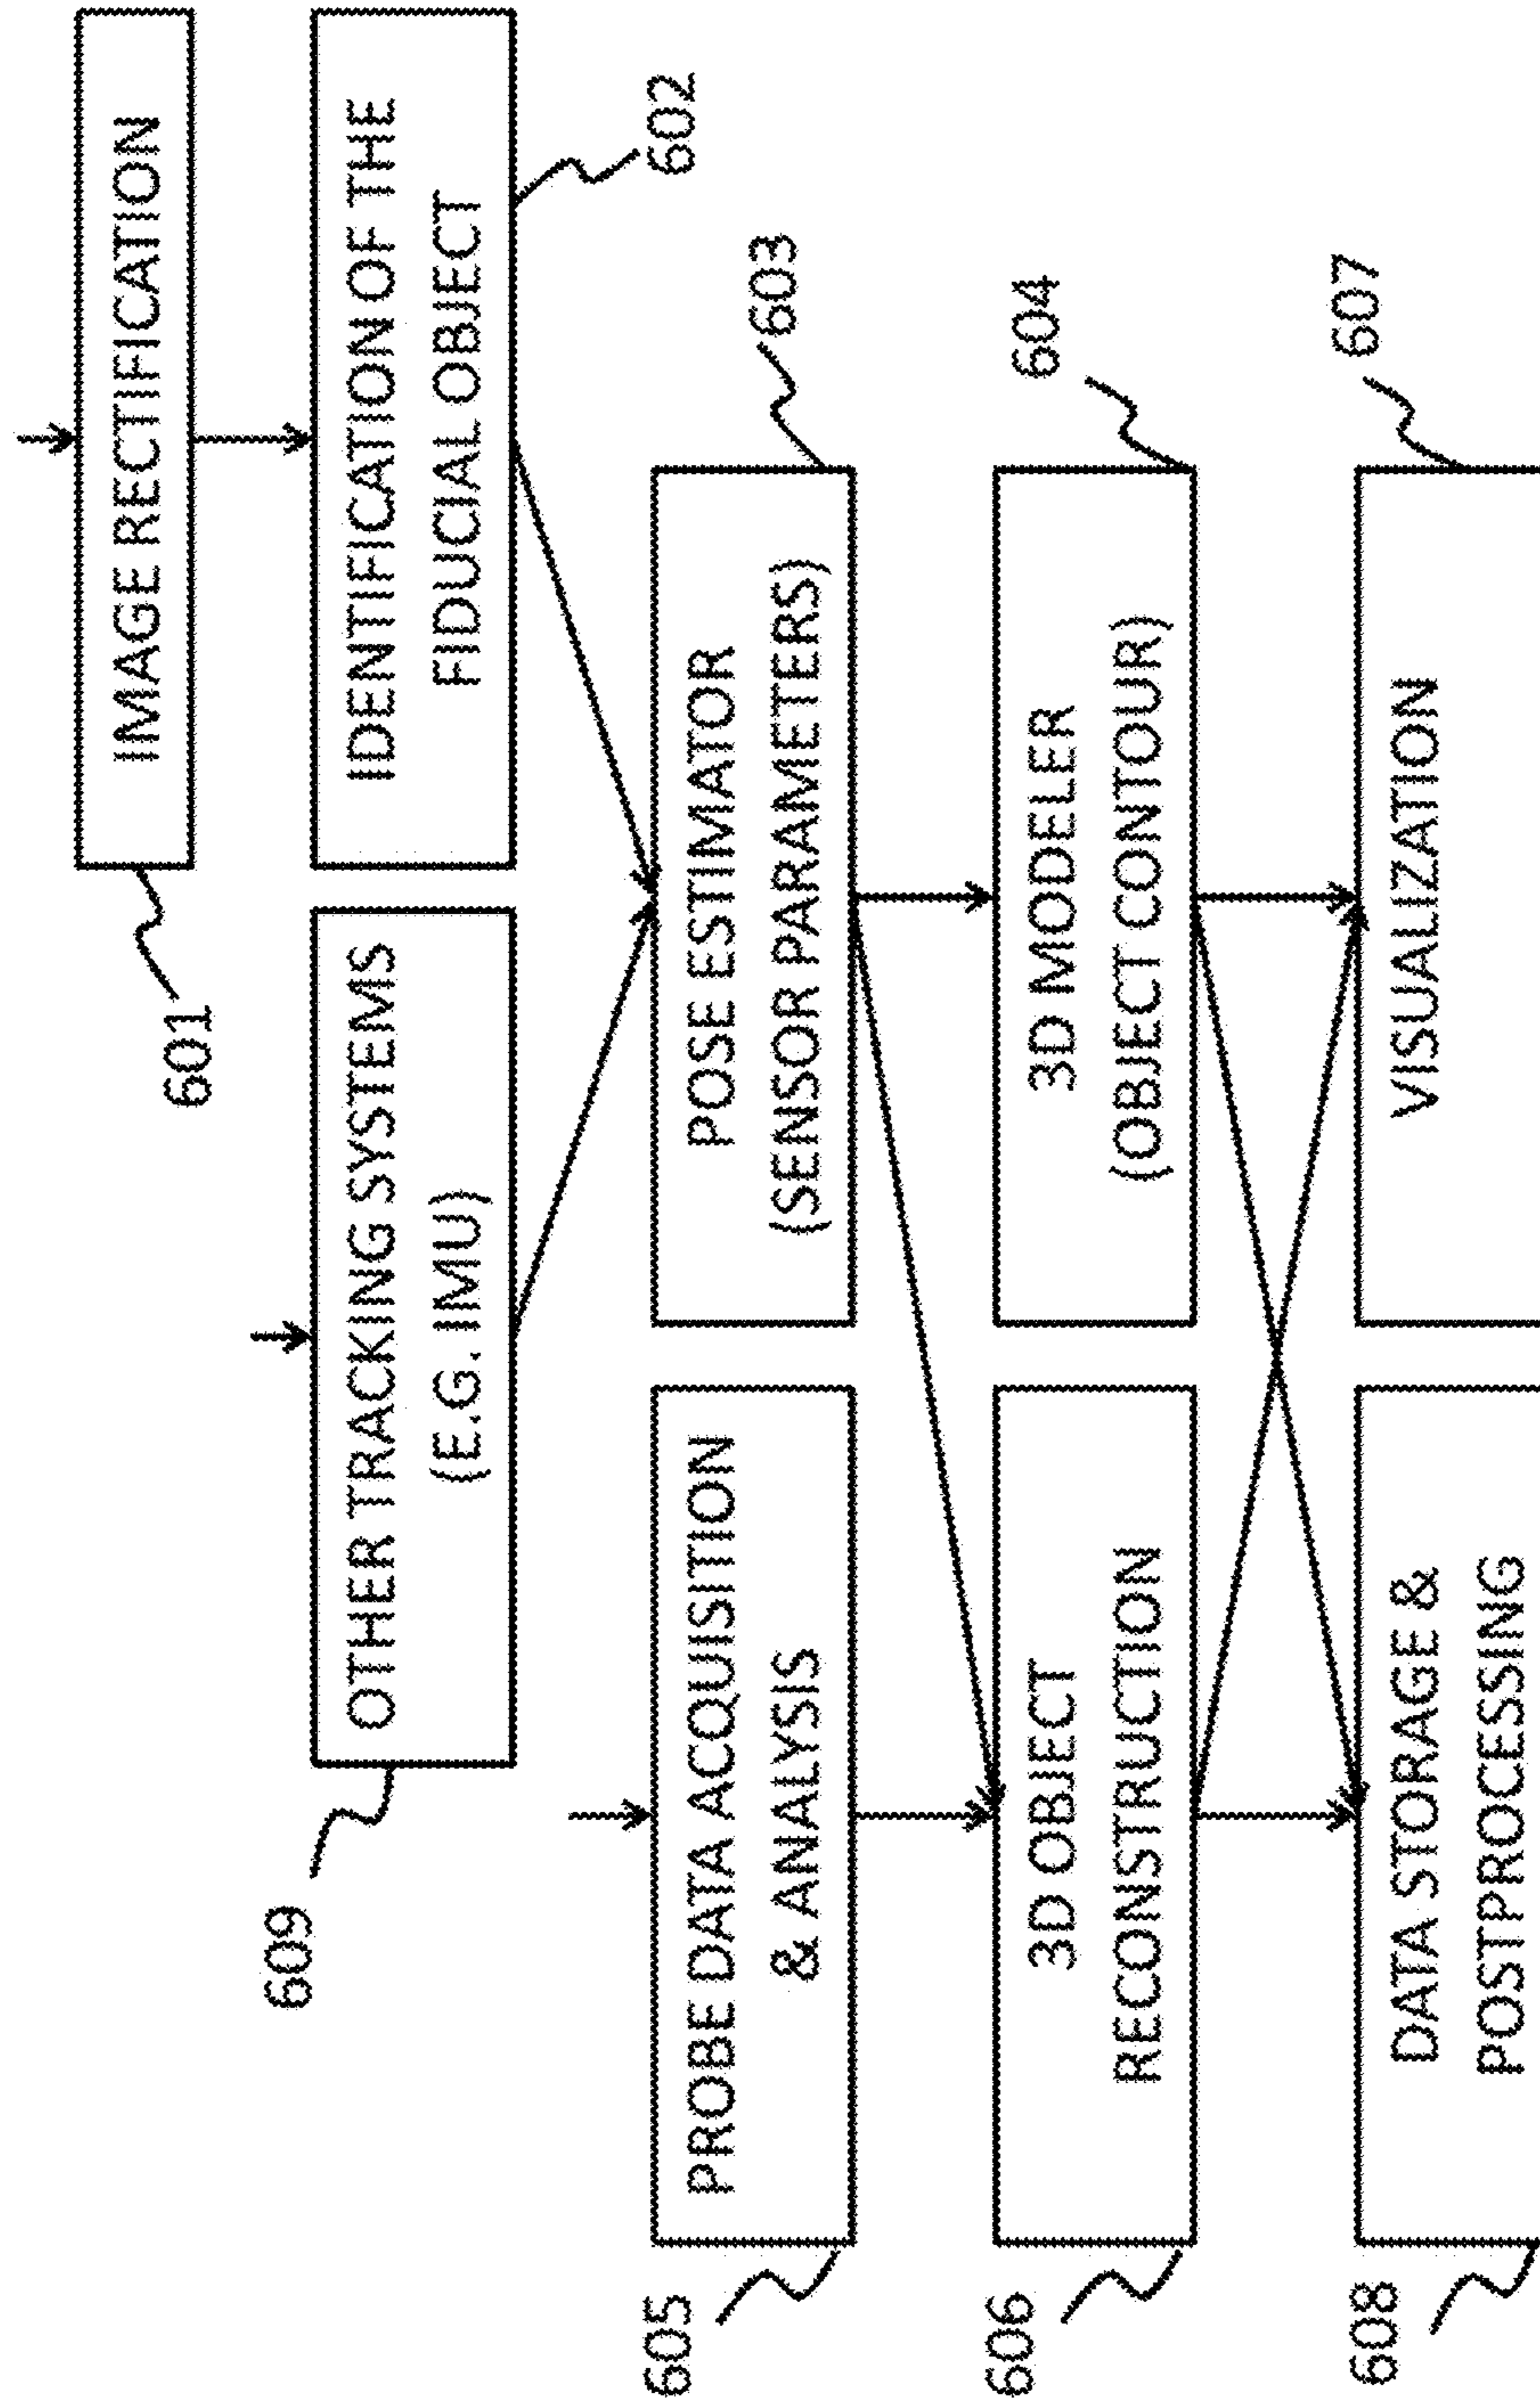 IMAGE RECTIFICATION
601
OTHER TRACKING SYSTEMS
(E.G. IMU)
609
IDENTIFICATION OF THE
FIDUCIAL OBJECT
602
PROBE DATA ACQUISITION
& ANALYSIS
605
POSE ESTIMATOR
(SENSOR PARAMETERS)
603
3D OBJECT
RECONSTRUCTION
606
3D MODELER
(OBJECT CONTOUR)
604
DATA STORAGE &
POSTPROCESSING
608
VISUALIZATION
607